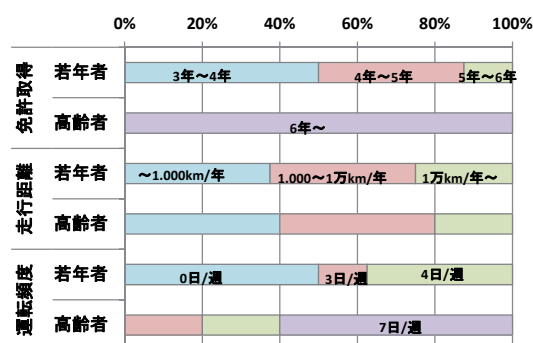 0% 20% 40% 60% 80% 100%
免許取得
若年者 3年～4年 4年～5年 5年～6年
高齢者 6年～
走行距離
若年者 ～1.000km/年 1.000～1万km/年 1万km/年～
高齢者
運転頻度
若年者 0日/週 3日/週 4日/週
高齢者 7日/週